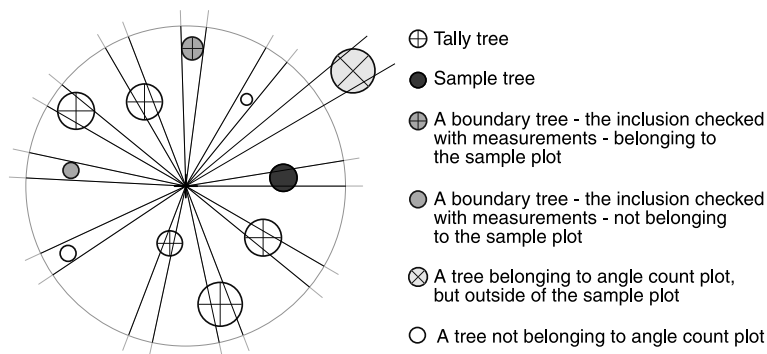 Tally tree
Sample tree
A boundary tree - the inclusion checked
with measurements - belonging to
the sample plot
A boundary tree - the inclusion checked
with measurements - not belonging
to the sample plot
A tree belonging to angle count plot,
but outside of the sample plot
A tree not belonging to angle count plot